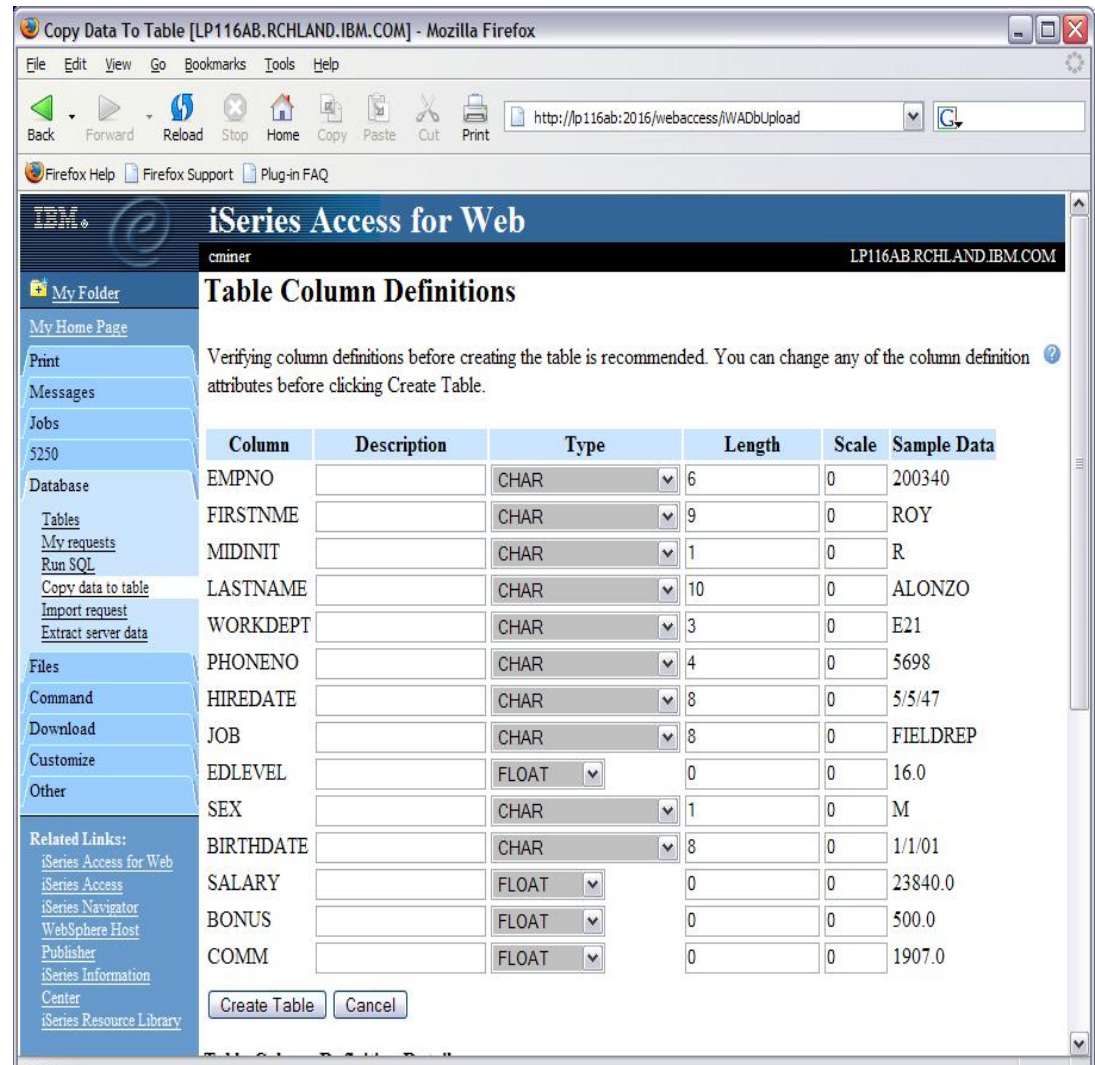 Copy Data To Table [LP116AB.RCHLAND.IBM.COM] - Mozilla Firefox
File Edit View Go Bookmarks Tools Help
Back Forward Reload Stop Home Copy Paste Cut Print http://lp116ab:2016/webaccess/iWADbUpload G
Firefox Help Firefox Support Plug-in FAQ
IBM e iSeries Access for Web
cminer LP116AB.RCHLAND.IBM.COM
My Folder
My Home Page
Print
Messages
Jobs
5250
Database
Tables
My requests
Run SQL
Copy data to table
Import request
Extract server data
Files
Command
Download
Customize
Other
Related Links:
iSeries Access for Web
iSeries Access
iSeries Navigator
WebSphere Host
Publisher
iSeries Information
Center
iSeries Resource Library
Table Column Definitions
Verifying column definitions before creating the table is recommended. You can change any of the column definition ?
attributes before clicking Create Table.
Column Description Type Length Scale Sample Data
EMPNO CHAR 6 0 200340
FIRSTNME CHAR 9 0 ROY
MIDINIT CHAR 1 0 R
LASTNAME CHAR 10 0 ALONZO
WORKDEPT CHAR 3 0 E21
PHONENO CHAR 4 0 5698
HIREDATE CHAR 8 0 5/5/47
JOB CHAR 8 0 FIELDREP
EDLEVEL FLOAT 0 0 16.0
SEX CHAR 1 0 M
BIRTHDATE CHAR 8 0 1/1/01
SALARY FLOAT 0 0 23840.0
BONUS FLOAT 0 0 500.0
COMM FLOAT 0 0 1907.0
Create Table Cancel